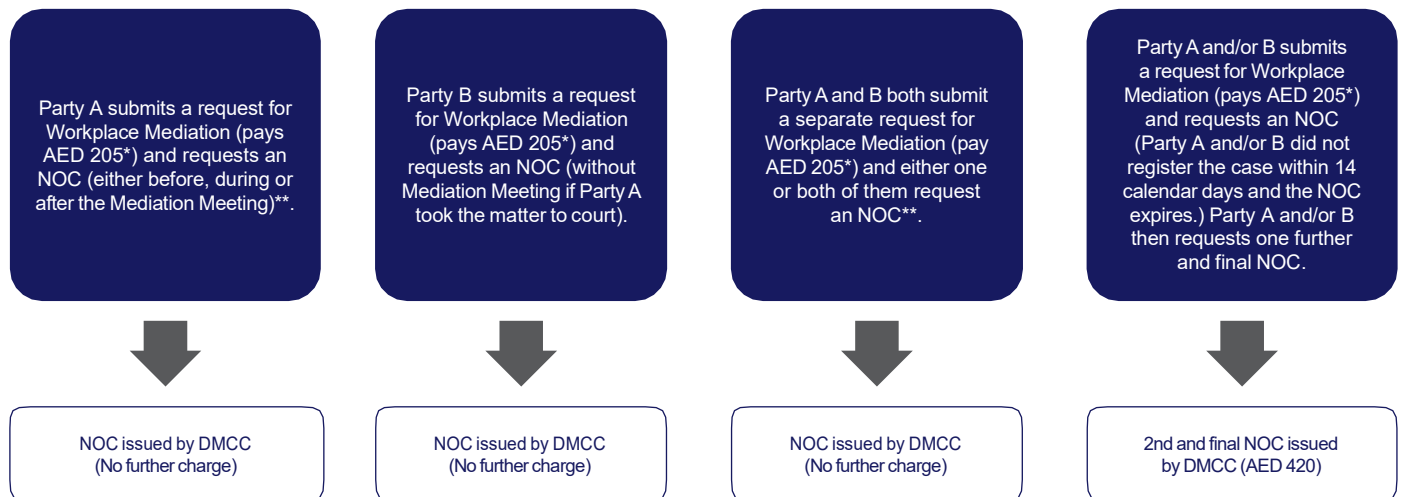 Party A submits a request for
Workplace Mediation (pays
AED 205*) and requests an
NOC (either before, during or
after the Mediation Meeting)**.
NOC issued by DMCC
(No further charge)
Party B submits a request
for Workplace Mediation
(pays AED 205*) and
requests an NOC (without
Mediation Meeting if Party A
took the matter to court).
NOC issued by DMCC
(No further charge)
Party A and B both submit
a separate request for
Workplace Mediation (pay
AED 205*) and either one
or both of them request
an NOC**.
NOC issued by DMCC
(No further charge)
Party A and/or B submits
a request for Workplace
Mediation (pays AED 205*)
and requests an NOC
(Party A and/or B did not
register the case within 14
calendar days and the NOC
expires.) Party A and/or B
then requests one further
and final NOC.
2nd and final NOC issued
by DMCC (AED 420)